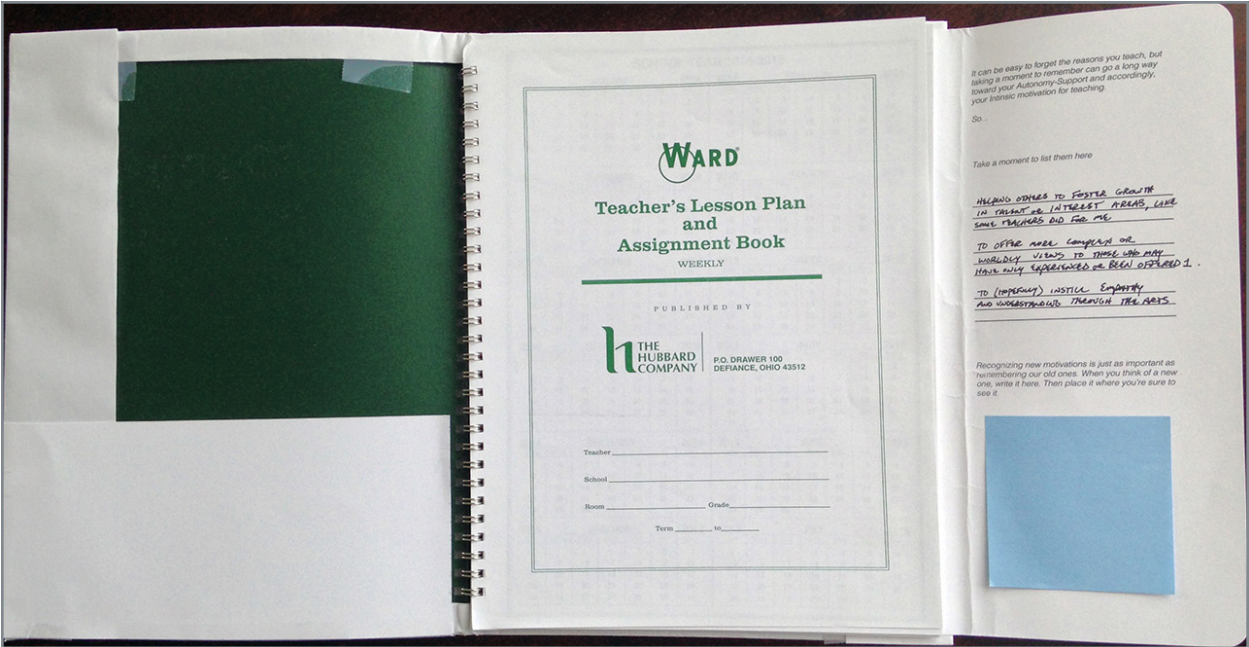 WARD®
Teacher's Lesson Plan
and
Assignment Book
WEEKLY
PUBLISHED BY
h THE
HUBBARD
COMPANY
P.O. DRAWER 100
DEFIANCE, OHIO 43512
Teacher
School
Room Grade
Term to
It can be easy to forget the reasons you teach, but
taking a moment to remember can go a long way
toward your Autonomy-Support and accordingly,
your Intrinsic motivation for teaching.
So...
Take a moment to list them here
HELPING OTHERS TO FOSTER GROWTH
IN TALENT or INTEREST AREAS, LIKE
SOME TEACHERS DID FOR ME
TO OFFER MORE COMPLEX OR
WORLDLY VIEWS TO THOSE WHO MAY
HAVE ONLY EXPERIENCED or BEEN OFFERED 1.
TO (HOPEFULLY) INSTILL EMPATHY
AND UNDERSTANDING THROUGH THE ARTS
Recognizing new motivations is just as important as
remembering our old ones. When you think of a new
one, write it here. Then place it where you're sure to
see it.